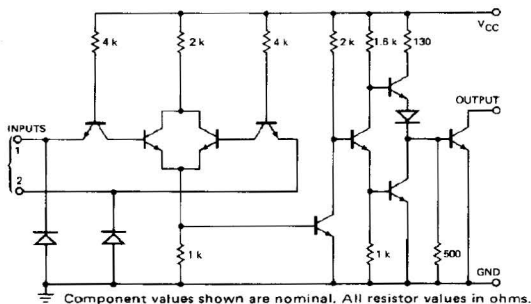 VCC
4 k
2 k
4 k
2 k
1.6 k
130
OUTPUT
INPUTS
1
2
1 k
1 k
500
GND
Component values shown are nominal. All resistor values in ohms.